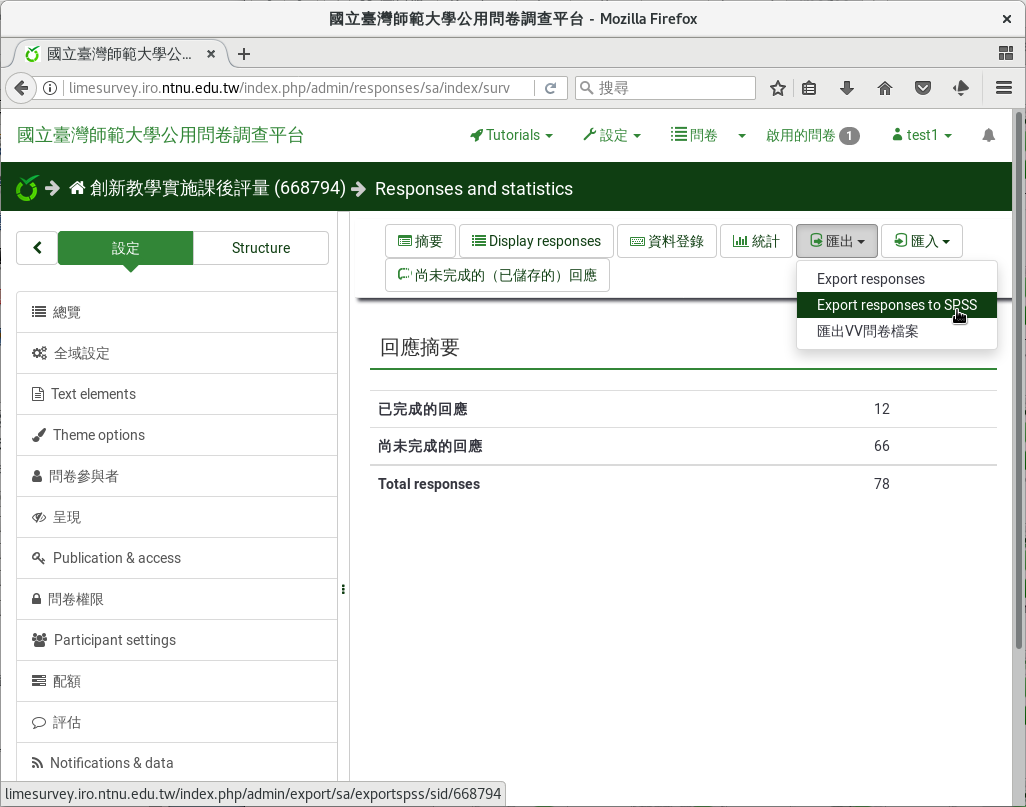 國立臺灣師範大學公用問卷調查平台 - Mozilla Firefox
國立臺灣師範大學公...
limesurvey.iro.ntnu.edu.tw/index.php/admin/responses/sa/index/surv
搜尋
國立臺灣師範大學公用問卷調查平台
Tutorials
設定
問卷
啟用的問卷 1
test1
創新教學實施課後評量 (668794)
Responses and statistics
設定
Structure
摘要
Display responses
資料登錄
統計
匯出
匯入
尚未完成的（已儲存的）回應
Export responses
Export responses to SPSS
匯出VV問卷檔案
總覽
全域設定
Text elements
Theme options
問卷參與者
呈現
Publication & access
問卷權限
Participant settings
配額
評估
Notifications & data
回應摘要
已完成的回應 12
尚未完成的回應 66
Total responses 78
limesurvey.iro.ntnu.edu.tw/index.php/admin/export/sa/exportspss/sid/668794